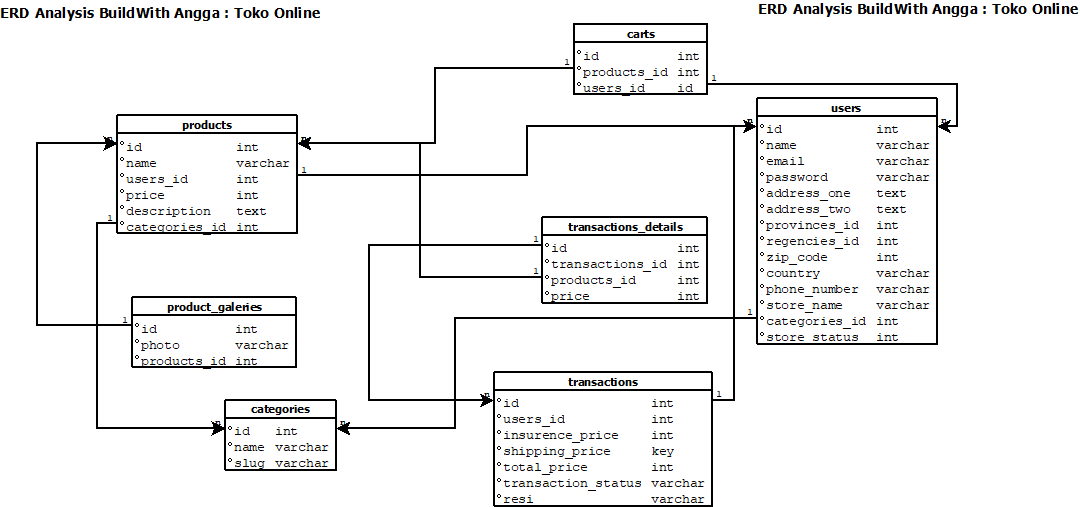 ERD Analysis BuildWith Angga : Toko Online
ERD Analysis BuildWith Angga : Toko Online
carts
id int
products_id int
users_id id
1
1
products
id int
name varchar
users_id int
price int
description text
categories_id int
n
n
1
1
users
id int
name varchar
email varchar
password varchar
address_one text
address_two text
provinces_id int
regencies_id int
zip_code int
country varchar
phone_number varchar
store_name varchar
categories_id int
store_status int
n
n
1
transactions_details
id int
transactions_id int
products_id int
price int
1
1
product_galeries
id int
photo varchar
products_id int
1
categories
id int
name varchar
slug varchar
n
n
transactions
id int
users_id int
insurence_price int
shipping_price key
total_price int
transaction_status varchar
resi varchar
n
1